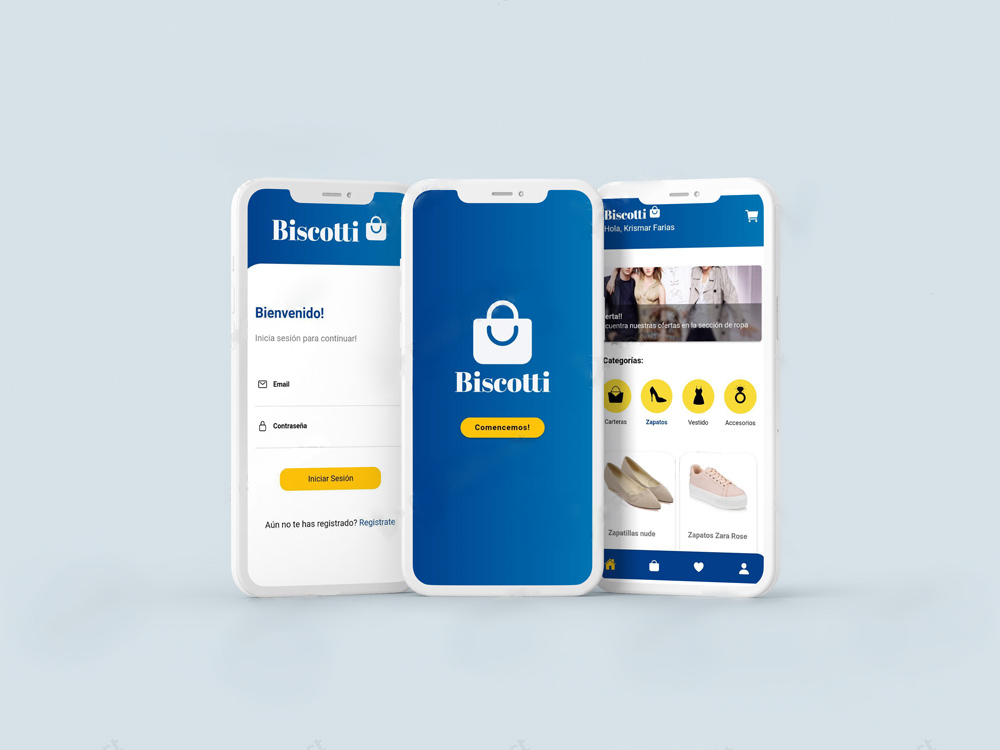 Biscotti
Bienvenido!
Inicia sesión para continuar!
Email
Contraseña
Iniciar Sesión
Aún no te has registrado? Registrate
Biscotti
Comencemos!
Biscotti
Hola, Krismar Farias
erta!!
cuentra nuestras ofertas en la sección de ropa
Categorías:
Carteras
Zapatos
Vestido
Accesorios
Zapatillas nude
Zapatos Zara Rose